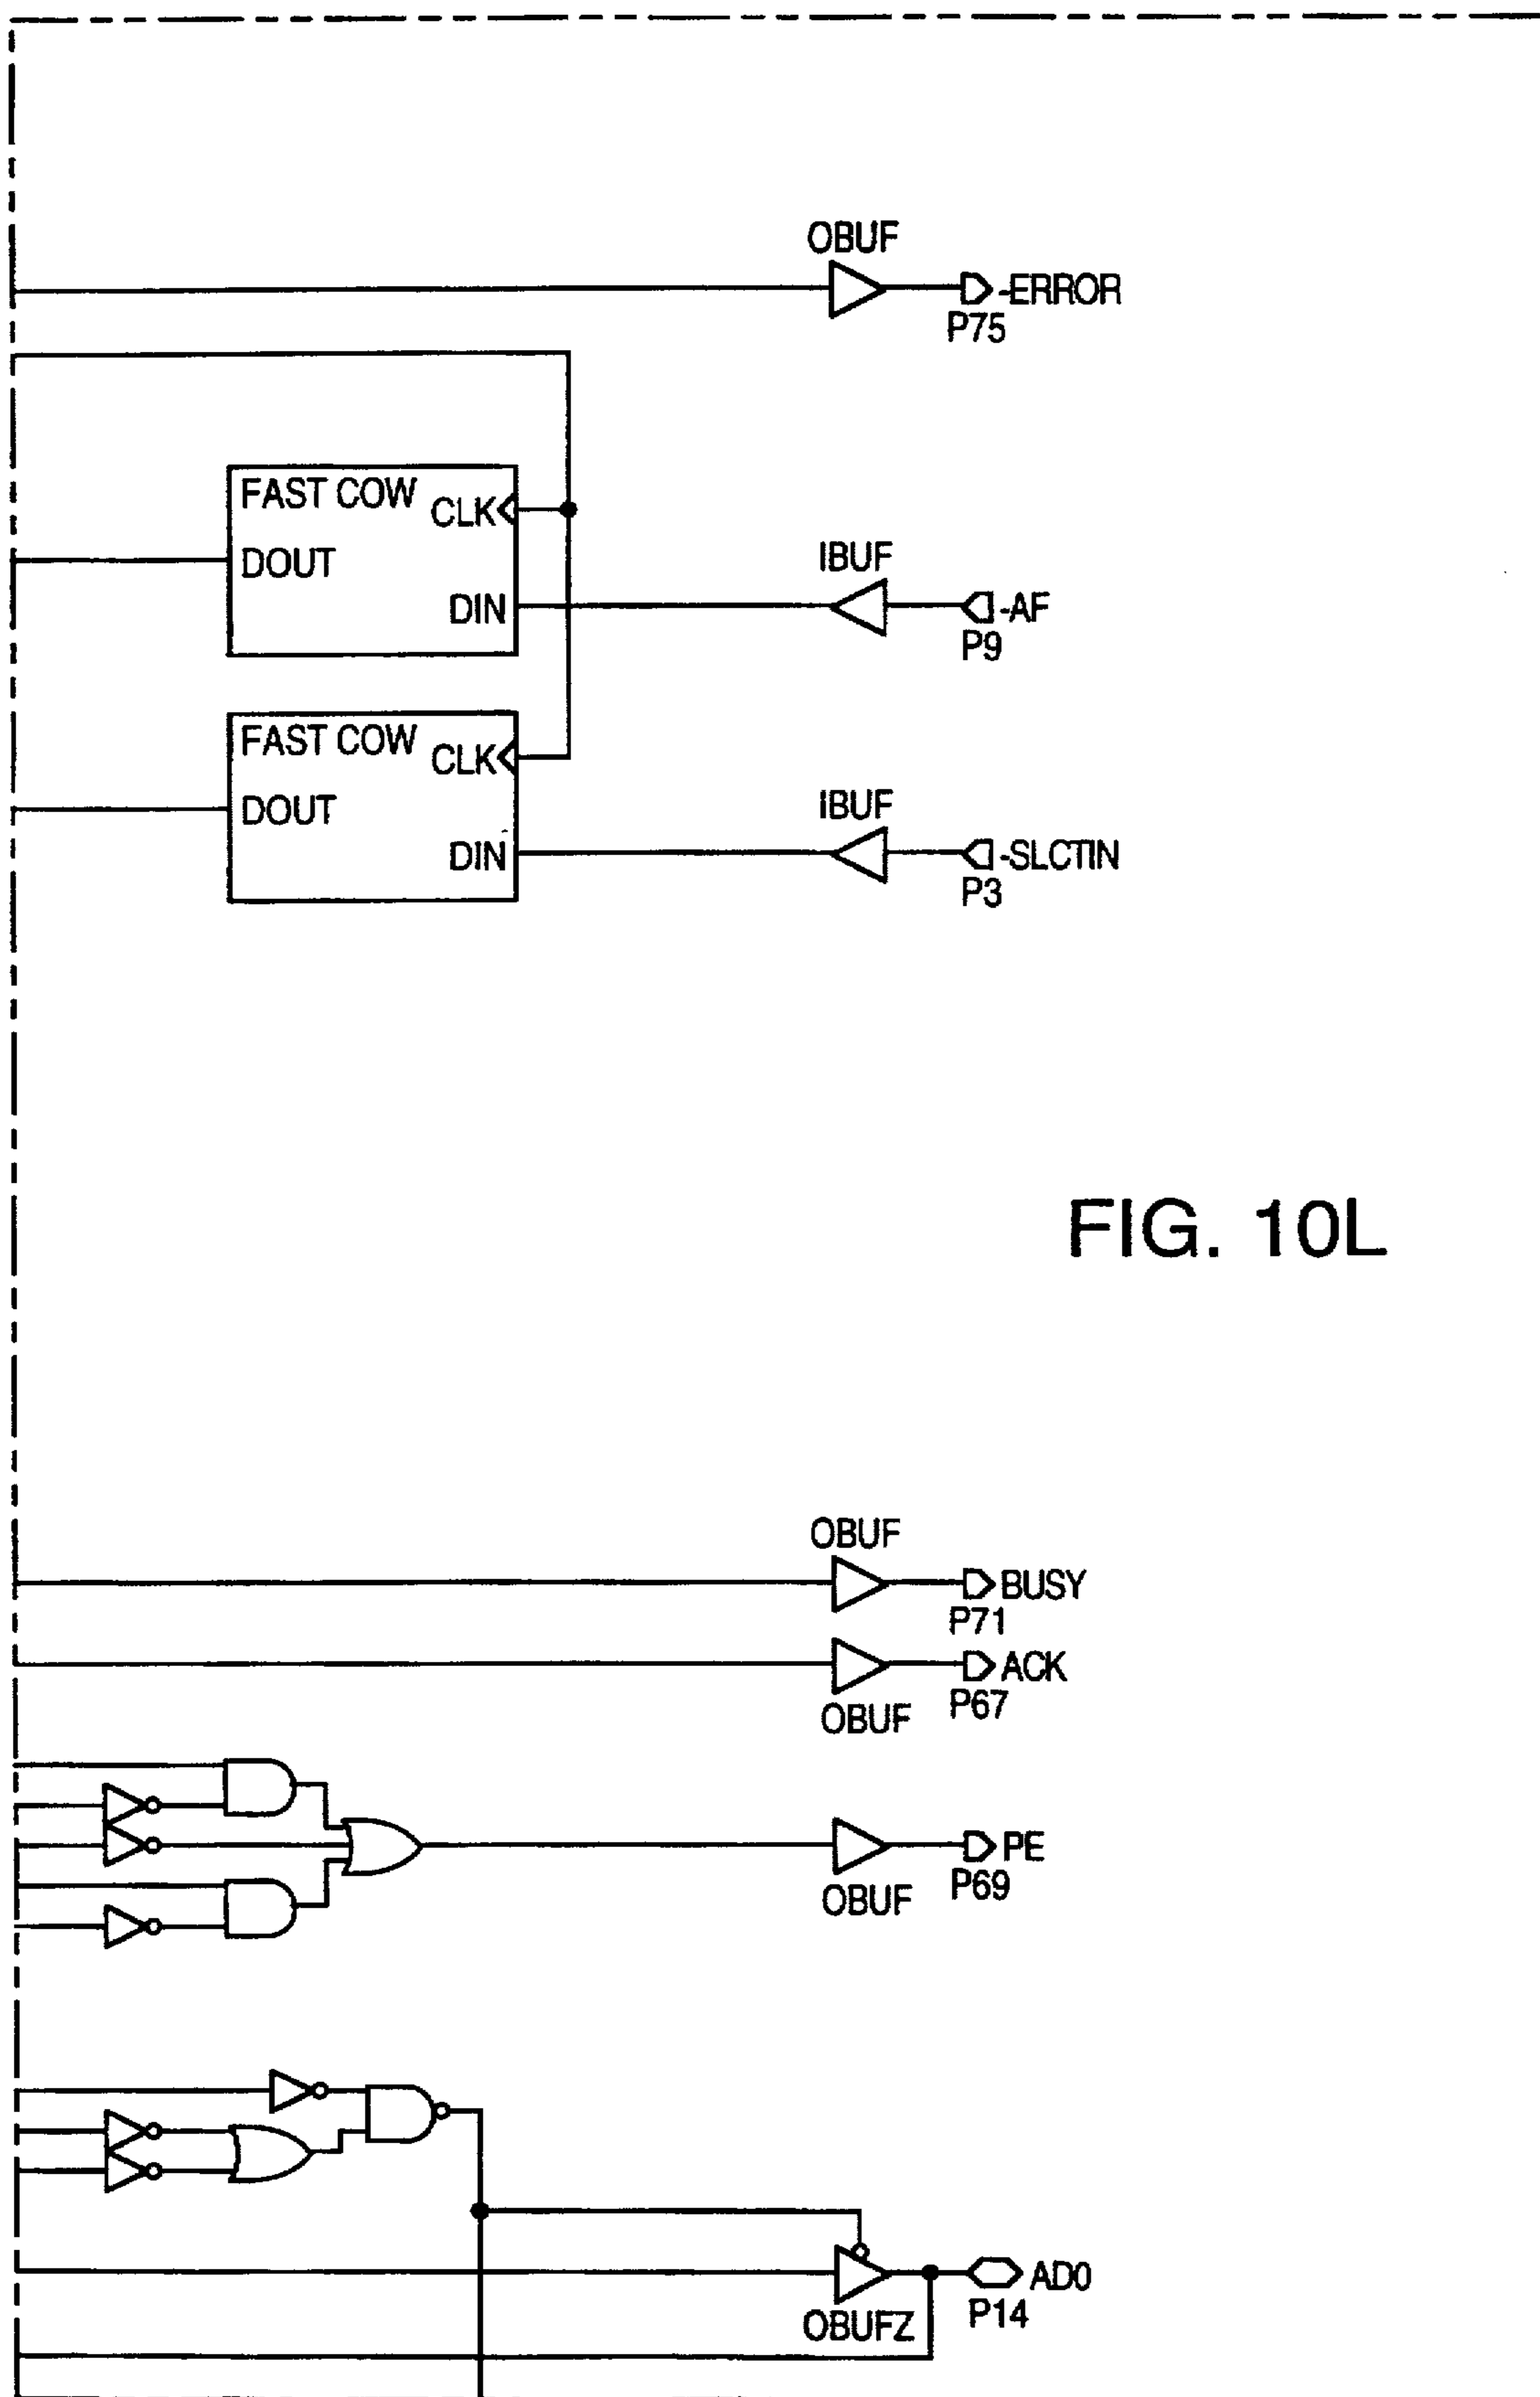 OBUF
-ERROR
P75
FAST COW
CLK
DOUT
DIN
IBUF
-AF
P9
FAST COW
CLK
DOUT
DIN
IBUF
-SLCTIN
P3
FIG. 10L
OBUF
BUSY
P71
ACK
OBUF
P67
PE
OBUF
P69
AD0
OBUFZ
P14